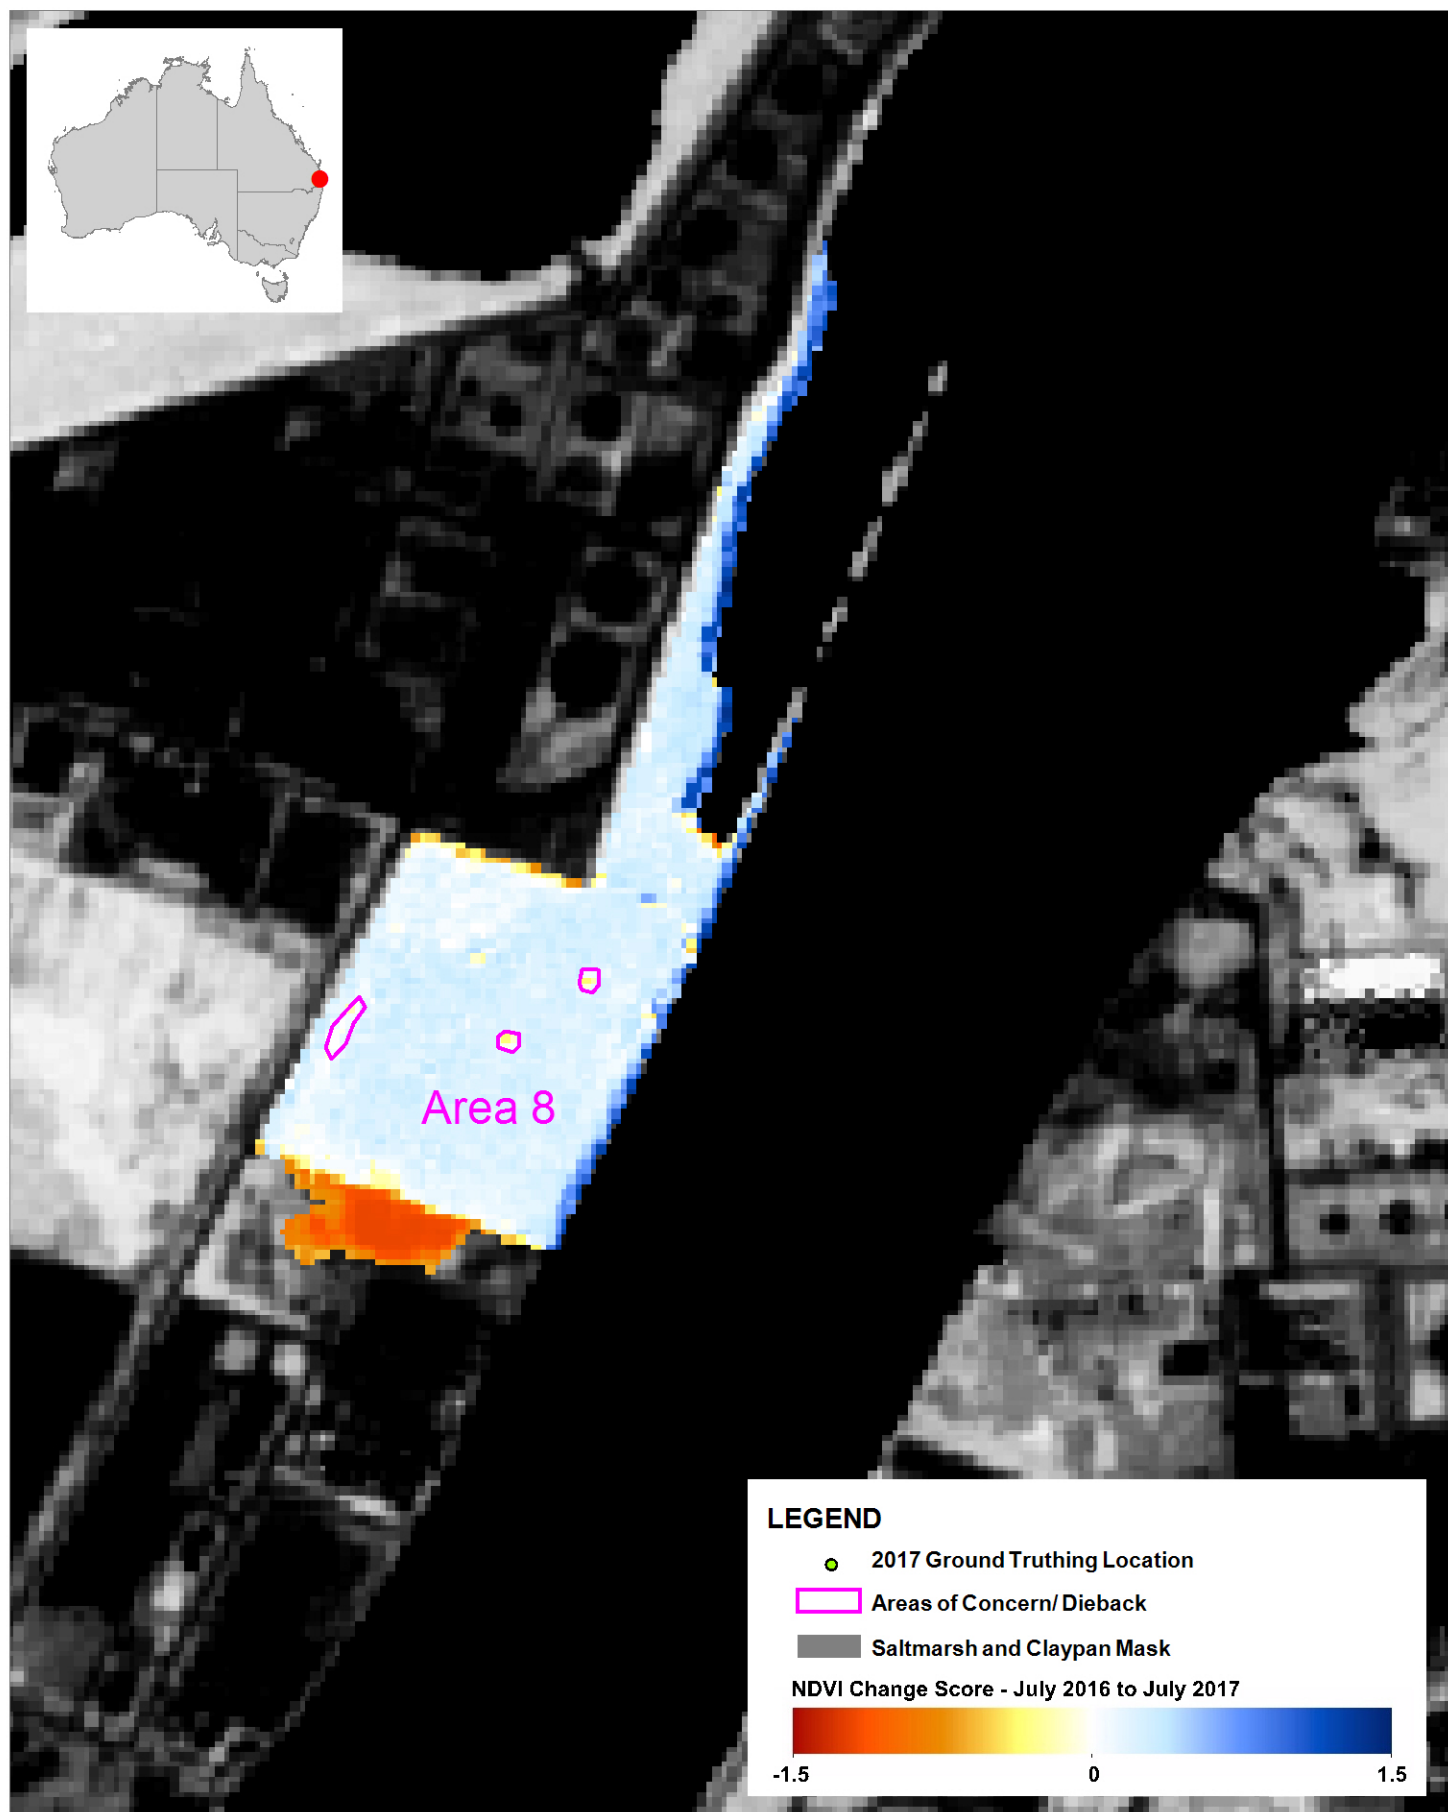 Area 8
LEGEND
2017 Ground Truthing Location
Areas of Concern/ Dieback
Saltmarsh and Claypan Mask
NDVI Change Score - July 2016 to July 2017
-1.5 0 1.5